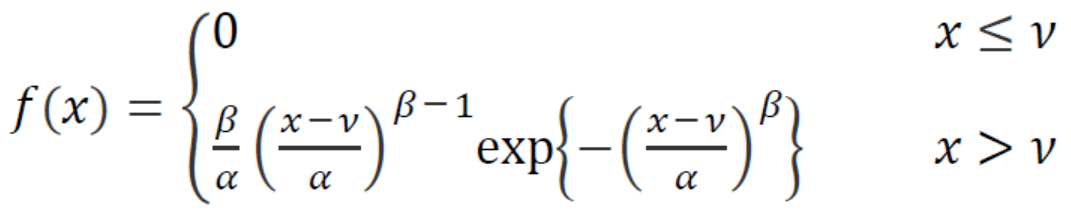 f(x) = { 0    x ≤ ν
β/α ((x−ν)/α)^(β−1) exp{−((x−ν)/α)^β}    x > ν